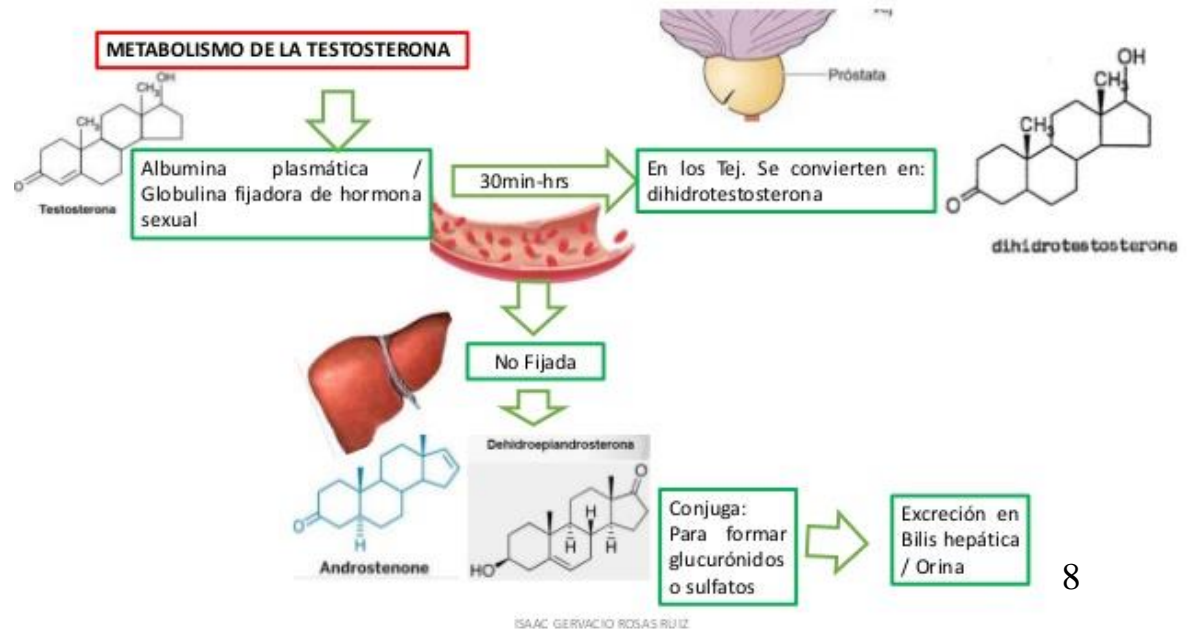 METABOLISMO DE LA TESTOSTERONA
OH
CH3
CH3
O
Testosterona
Albumina plasmática /
Globulina fijadora de hormona
sexual
30min-hrs
Próstata
En los Tej. Se convierten en:
dihidrotestosterona
OH
CH3
CH3
O
dihidrotestosterona
No Fijada
O
H
Androstenone
Dehidroepiandrosterona
O
H
H
H
HO
Conjuga:
Para formar
glucurónidos
o sulfatos
Excreción en
Bilis hepática
/ Orina
8
ISAAC GERVACIO ROSAS RUIZ